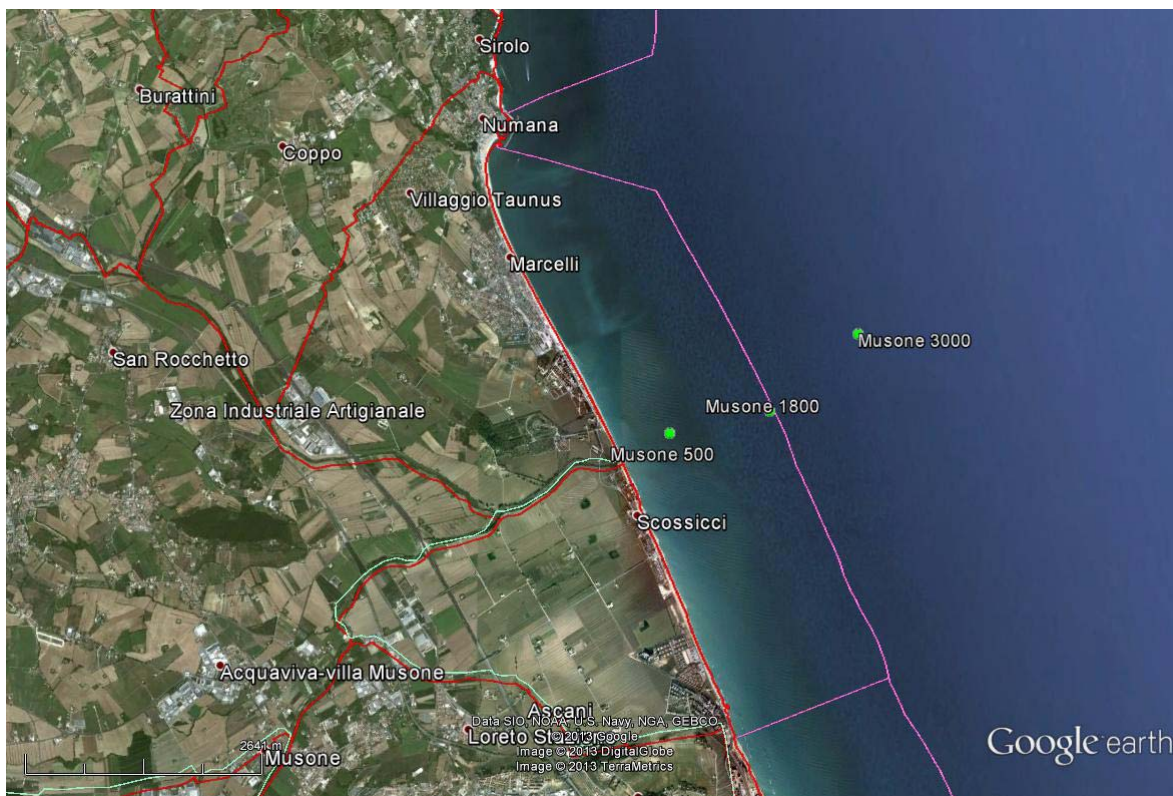 Sirolo
Burattini
Numana
Coppo
Villaggio Taunus
Marcelli
Musone 3000
San Rocchetto
Musone 1800
Zona Industriale Artigianale
Musone 500
Scossicci
Acquaviva-villa Musone
Ascani
Data SIO, NOAA, U.S. Navy, NGA, GEBCO
Loreto
© 2013 Google
2641 m
Musone
Image © 2013 DigitalGlobe
Image © 2013 TerraMetrics
Google earth